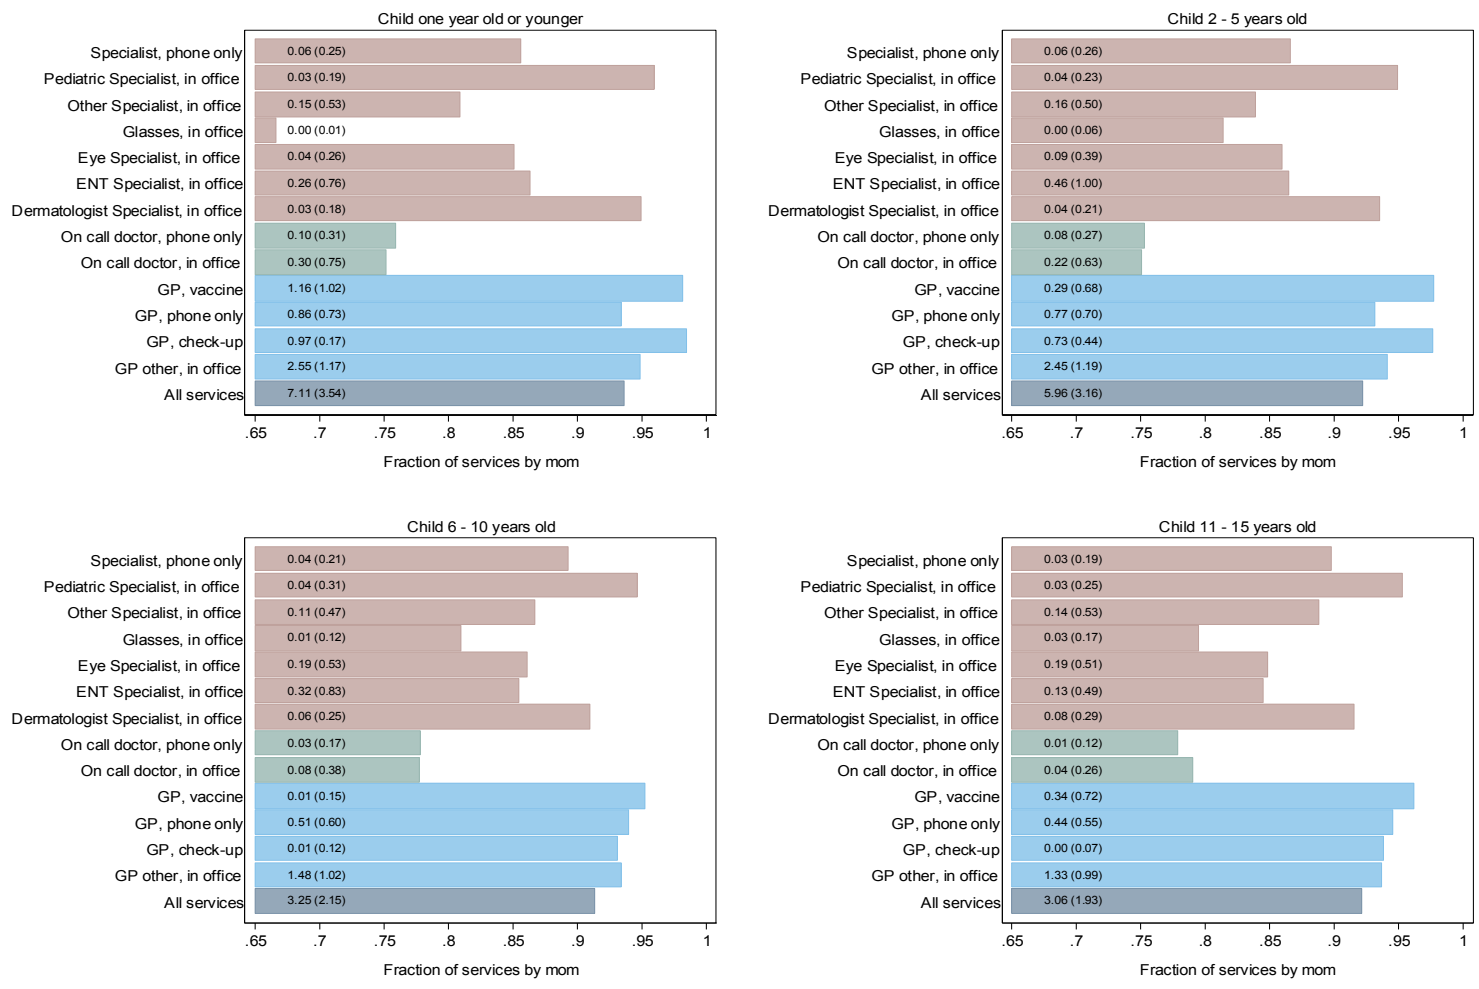 Child one year old or younger
Specialist, phone only 0.06 (0.25)
Pediatric Specialist, in office 0.03 (0.19)
Other Specialist, in office 0.15 (0.53)
Glasses, in office 0.00 (0.01)
Eye Specialist, in office 0.04 (0.26)
ENT Specialist, in office 0.26 (0.76)
Dermatologist Specialist, in office 0.03 (0.18)
On call doctor, phone only 0.10 (0.31)
On call doctor, in office 0.30 (0.75)
GP, vaccine 1.16 (1.02)
GP, phone only 0.86 (0.73)
GP, check-up 0.97 (0.17)
GP other, in office 2.55 (1.17)
All services 7.11 (3.54)
.65 .7 .75 .8 .85 .9 .95 1
Fraction of services by mom
Child 2 - 5 years old
Specialist, phone only 0.06 (0.26)
Pediatric Specialist, in office 0.04 (0.23)
Other Specialist, in office 0.16 (0.50)
Glasses, in office 0.00 (0.06)
Eye Specialist, in office 0.09 (0.39)
ENT Specialist, in office 0.46 (1.00)
Dermatologist Specialist, in office 0.04 (0.21)
On call doctor, phone only 0.08 (0.27)
On call doctor, in office 0.22 (0.63)
GP, vaccine 0.29 (0.68)
GP, phone only 0.77 (0.70)
GP, check-up 0.73 (0.44)
GP other, in office 2.45 (1.19)
All services 5.96 (3.16)
.65 .7 .75 .8 .85 .9 .95 1
Fraction of services by mom
Child 6 - 10 years old
Specialist, phone only 0.04 (0.21)
Pediatric Specialist, in office 0.04 (0.31)
Other Specialist, in office 0.11 (0.47)
Glasses, in office 0.01 (0.12)
Eye Specialist, in office 0.19 (0.53)
ENT Specialist, in office 0.32 (0.83)
Dermatologist Specialist, in office 0.06 (0.25)
On call doctor, phone only 0.03 (0.17)
On call doctor, in office 0.08 (0.38)
GP, vaccine 0.01 (0.15)
GP, phone only 0.51 (0.60)
GP, check-up 0.01 (0.12)
GP other, in office 1.48 (1.02)
All services 3.25 (2.15)
.65 .7 .75 .8 .85 .9 .95 1
Fraction of services by mom
Child 11 - 15 years old
Specialist, phone only 0.03 (0.19)
Pediatric Specialist, in office 0.03 (0.25)
Other Specialist, in office 0.14 (0.53)
Glasses, in office 0.03 (0.17)
Eye Specialist, in office 0.19 (0.51)
ENT Specialist, in office 0.13 (0.49)
Dermatologist Specialist, in office 0.08 (0.29)
On call doctor, phone only 0.01 (0.12)
On call doctor, in office 0.04 (0.26)
GP, vaccine 0.34 (0.72)
GP, phone only 0.44 (0.55)
GP, check-up 0.00 (0.07)
GP other, in office 1.33 (0.99)
All services 3.06 (1.93)
.65 .7 .75 .8 .85 .9 .95 1
Fraction of services by mom